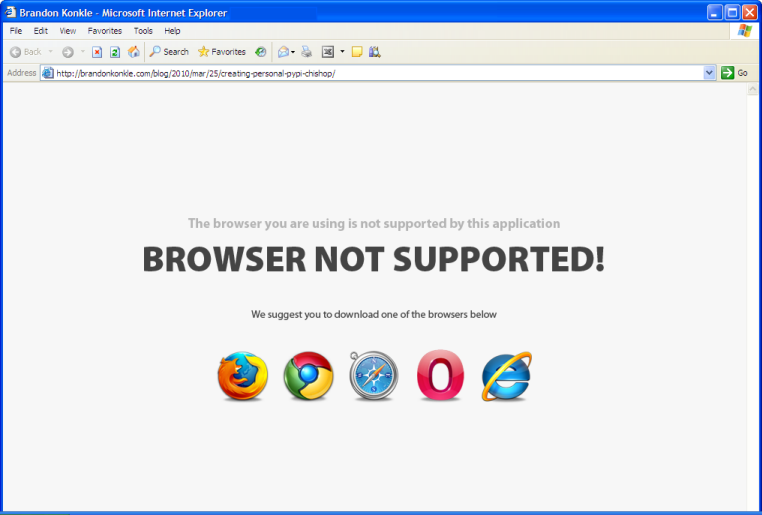 Brandon Konkle - Microsoft Internet Explorer
File Edit View Favorites Tools Help
Back Search Favorites
Address http://brandonkonkle.com/blog/2010/mar/25/creating-personal-pypi-chishop/ Go
The browser you are using is not supported by this application
BROWSER NOT SUPPORTED!
We suggest you to download one of the browsers below